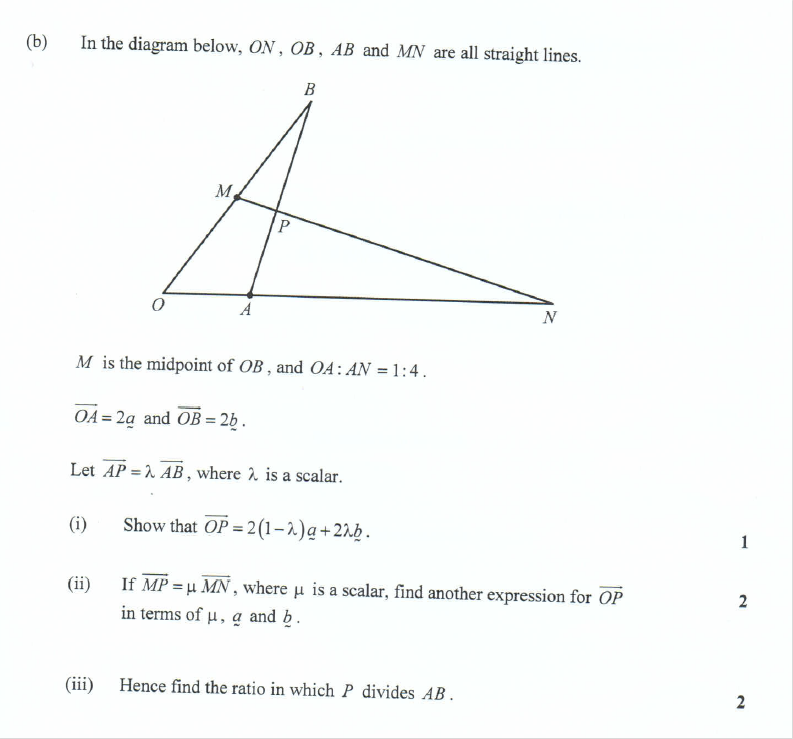 (b) In the diagram below, ON, OB, AB and MN are all straight lines.
B
M
P
O
A
N
M is the midpoint of OB, and OA : AN = 1 : 4.
$\overrightarrow{OA} = 2\underset{\sim}{a}$ and $\overrightarrow{OB} = 2\underset{\sim}{b}$.
Let $\overrightarrow{AP} = \lambda \overrightarrow{AB}$, where λ is a scalar.
(i) Show that $\overrightarrow{OP} = 2(1-\lambda)\underset{\sim}{a} + 2\lambda\underset{\sim}{b}$.
1
(ii) If $\overrightarrow{MP} = \mu \overrightarrow{MN}$, where μ is a scalar, find another expression for $\overrightarrow{OP}$
in terms of μ, $\underset{\sim}{a}$ and $\underset{\sim}{b}$.
2
(iii) Hence find the ratio in which P divides AB.
2